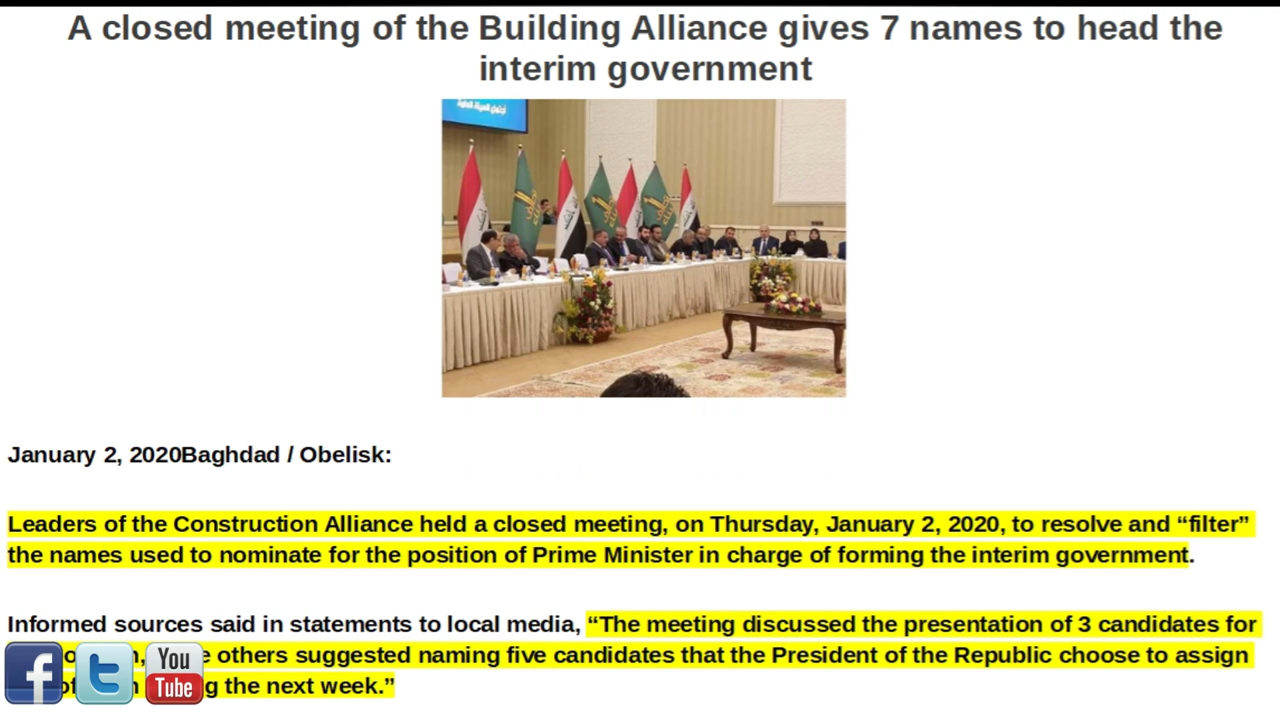 A closed meeting of the Building Alliance gives 7 names to head the
interim government
January 2, 2020Baghdad / Obelisk:
Leaders of the Construction Alliance held a closed meeting, on Thursday, January 2, 2020, to resolve and “filter”
the names used to nominate for the position of Prime Minister in charge of forming the interim government.
Informed sources said in statements to local media, “The meeting discussed the presentation of 3 candidates for
others suggested naming five candidates that the President of the Republic choose to assign
the next week.”
f
t
You
Tube